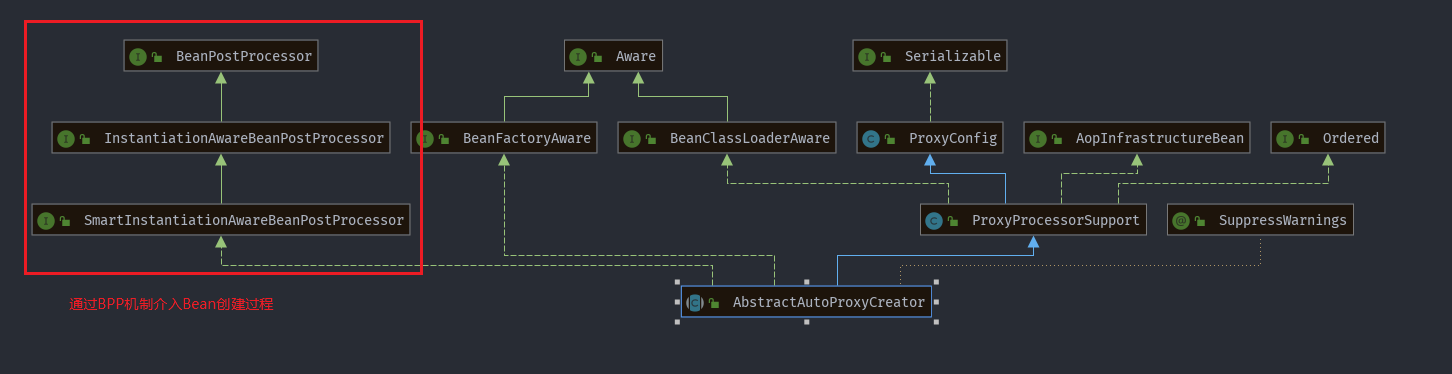 BeanPostProcessor
Aware
Serializable
InstantiationAwareBeanPostProcessor
BeanFactoryAware
BeanClassLoaderAware
ProxyConfig
AopInfrastructureBean
Ordered
SmartInstantiationAwareBeanPostProcessor
ProxyProcessorSupport
SuppressWarnings
通过BPP机制介入Bean创建过程
AbstractAutoProxyCreator